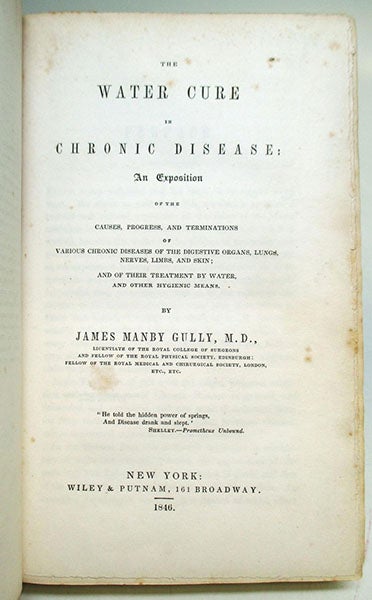 THE
WATER CURE
IN
CHRONIC DISEASE:
An Exposition
OF THE
CAUSES, PROGRESS, AND TERMINATIONS
OF
VARIOUS CHRONIC DISEASES OF THE DIGESTIVE ORGANS, LUNGS,
NERVES, LIMBS, AND SKIN;
AND OF THEIR TREATMENT BY WATER,
AND OTHER HYGIENIC MEANS.
BY
JAMES MANBY GULLY, M.D.,
LICENTIATE OF THE ROYAL COLLEGE OF SURGEONS
AND FELLOW OF THE ROYAL PHYSICAL SOCIETY, EDINBURGH;
FELLOW OF THE ROYAL MEDICAL AND CHIRURGICAL SOCIETY, LONDON,
ETC., ETC.
"He told the hidden power of springs,
And Disease drank and slept.'
SHELLEY.—Prometheus Unbound.
NEW YORK:
WILEY & PUTNAM, 161 BROADWAY.
1846.